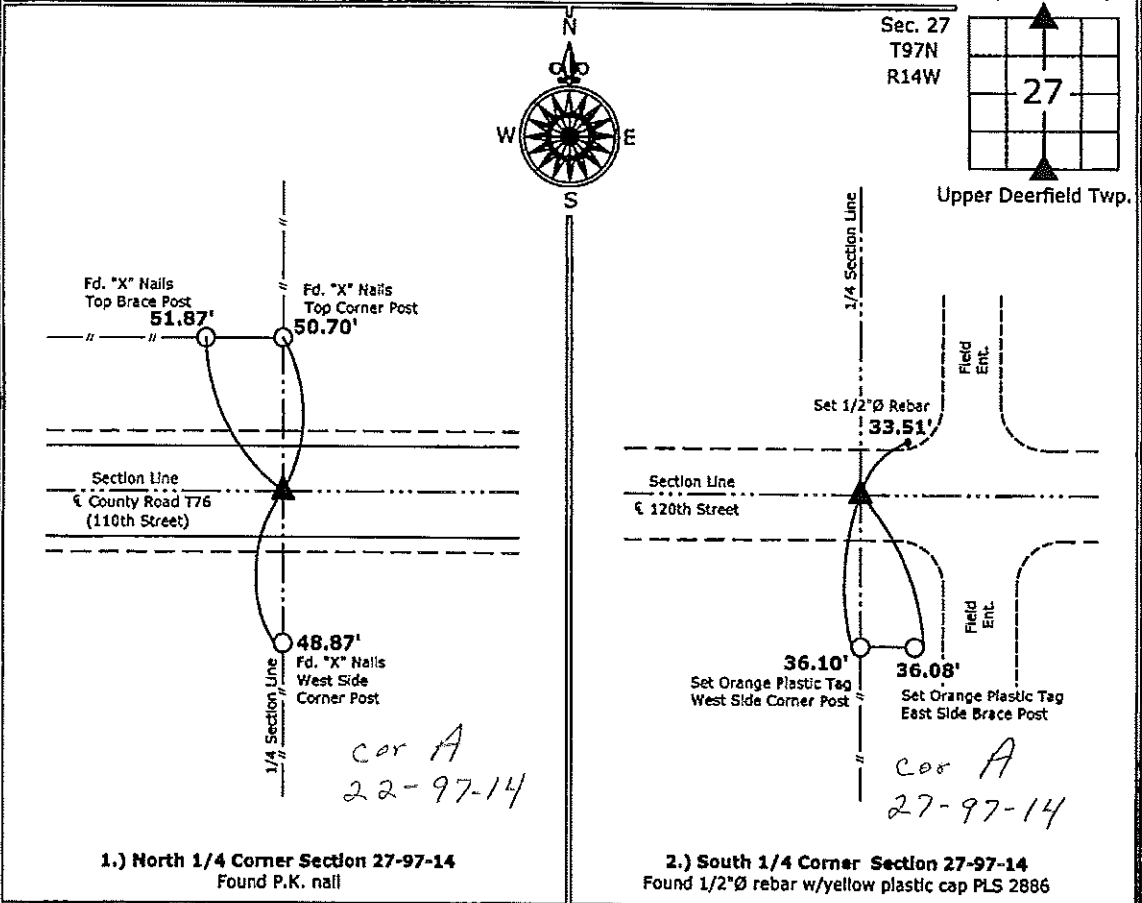 N
W
E
S
Sec. 27
T97N
R14W
27
Upper Deerfield Twp.
Fd. "X" Nails
Top Brace Post
51.87'
Fd. "X" Nails
Top Corner Post
50.70'
Section Line
℄ County Road T76
(110th Street)
48.87'
Fd. "X" Nails
West Side
Corner Post
1/4 Section Line
cor A
22-97-14
1.) North 1/4 Corner Section 27-97-14
Found P.K. nail
1/4 Section Line
Field
Ent.
Set 1/2"Ø Rebar
33.51'
Section Line
℄ 120th Street
Field
Ent.
36.10'
Set Orange Plastic Tag
West Side Corner Post
36.08'
Set Orange Plastic Tag
East Side Brace Post
cor A
27-97-14
2.) South 1/4 Corner Section 27-97-14
Found 1/2"Ø rebar w/yellow plastic cap PLS 2886